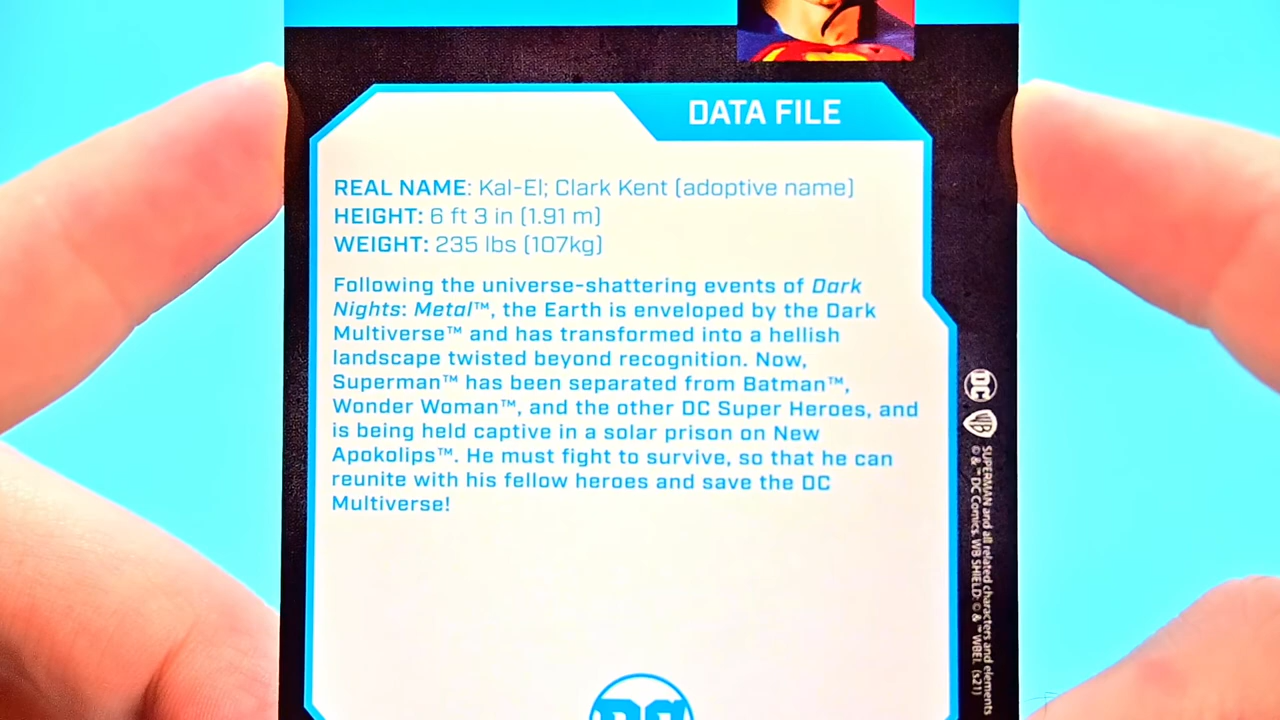 DATA FILE
REAL NAME: Kal-El; Clark Kent (adoptive name)
HEIGHT: 6 ft 3 in (1.91 m)
WEIGHT: 235 lbs (107kg)
Following the universe-shattering events of Dark
Nights: Metal™, the Earth is enveloped by the Dark
Multiverse™ and has transformed into a hellish
landscape twisted beyond recognition. Now,
Superman™ has been separated from Batman™,
Wonder Woman™, and the other DC Super Heroes, and
is being held captive in a solar prison on New
Apokolips™. He must fight to survive, so that he can
reunite with his fellow heroes and save the DC
Multiverse!
DC
WB
SUPERMAN and all related characters and elements
© & ™ DC Comics. WB SHIELD: © & ™ WBEI. (s21)
DC